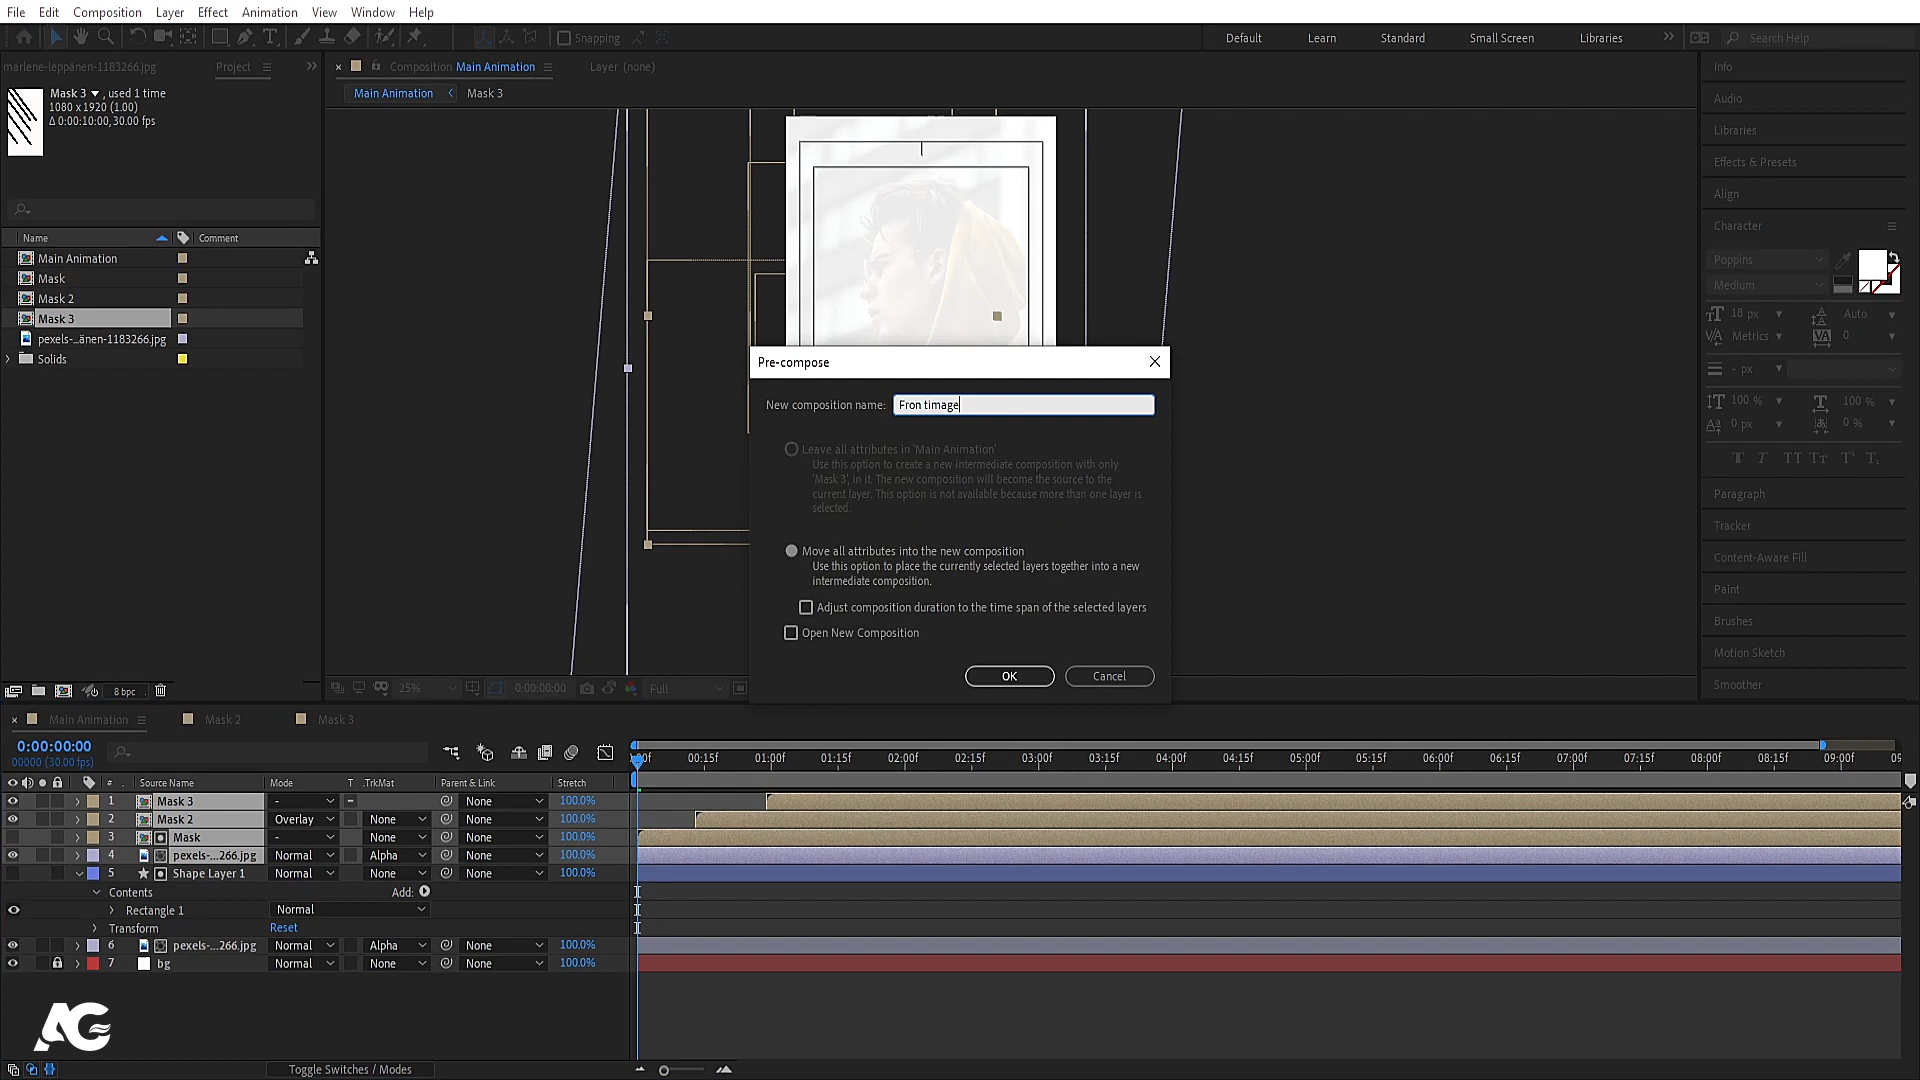 File Edit Composition Layer Effect Animation View Window Help
Snapping Default Learn Standard Small Screen Libraries Search Help
marlene-leppänen-1183266.jpg Project Composition Main Animation Layer (none) Info
Main Animation Mask 3
Mask 3 , used 1 time
1080 x 1920 (1.00)
Δ 0:00:10:00, 30.00 fps
Audio
Libraries
Effects & Presets
Align
Character
Name Comment
Main Animation
Mask
Mask 2
Mask 3
pexels-...änen-1183266.jpg
Solids
Poppins
Medium
18 px Auto
Metrics 0
- px
100 % 100 %
0 px 0 %
Paragraph
Tracker
Content-Aware Fill
Paint
Brushes
Motion Sketch
Smoother
Pre-compose
New composition name: Fron timage
Leave all attributes in 'Main Animation'
Use this option to create a new intermediate composition with only
'Mask 3', in it. The new composition will become the source to the
current layer. This option is not available because more than one layer is
selected.
Move all attributes into the new composition
Use this option to place the currently selected layers together into a new
intermediate composition.
Adjust composition duration to the time span of the selected layers
Open New Composition
OK Cancel
8 bpc 25% 0:00:00:00 Full
Main Animation Mask 2 Mask 3
0:00:00:00
00000 (30.00 fps)
:00f 00:15f 01:00f 01:15f 02:00f 02:15f 03:00f 03:15f 04:00f 04:15f 05:00f 05:15f 06:00f 06:15f 07:00f 07:15f 08:00f 08:15f 09:00f 09
# Source Name Mode T .TrkMat Parent & Link Stretch
1 Mask 3 - None 100.0%
2 Mask 2 Overlay None None 100.0%
3 Mask - None None 100.0%
4 pexels-...266.jpg Normal Alpha None 100.0%
5 Shape Layer 1 Normal None None 100.0%
Contents Add:
Rectangle 1 Normal
Transform Reset
6 pexels-...266.jpg Normal Alpha None 100.0%
7 bg Normal None None 100.0%
AG
Toggle Switches / Modes